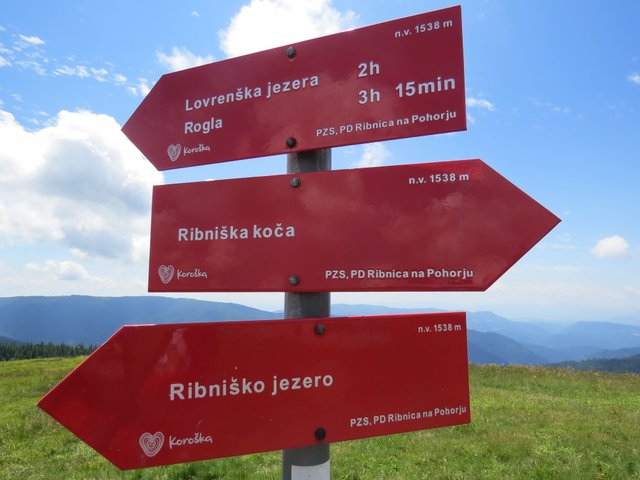 n.v. 1538 m
Lovrenška jezera 2h
Rogla 3h 15min
Koroška
PZS, PD Ribnica na Pohorju
n.v. 1538 m
Ribniška koča
Koroška
PZS, PD Ribnica na Pohorju
n.v. 1538 m
Ribniško jezero
Koroška
PZS, PD Ribnica na Pohorju